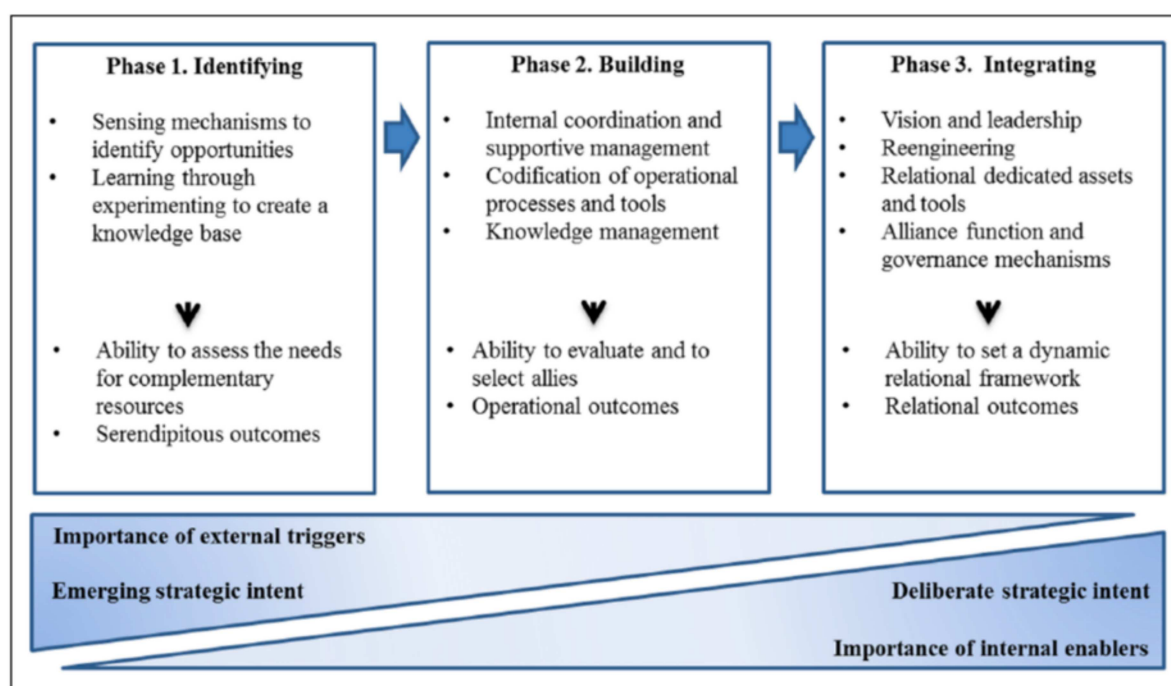 Phase 1. Identifying
• Sensing mechanisms to
identify opportunities
• Learning through
experimenting to create a
knowledge base
• Ability to assess the needs
for complementary
resources
• Serendipitous outcomes
Phase 2. Building
• Internal coordination and
supportive management
• Codification of operational
processes and tools
• Knowledge management
• Ability to evaluate and to
select allies
• Operational outcomes
Phase 3. Integrating
• Vision and leadership
• Reengineering
• Relational dedicated assets
and tools
• Alliance function and
governance mechanisms
• Ability to set a dynamic
relational framework
• Relational outcomes
Importance of external triggers
Emerging strategic intent
Deliberate strategic intent
Importance of internal enablers